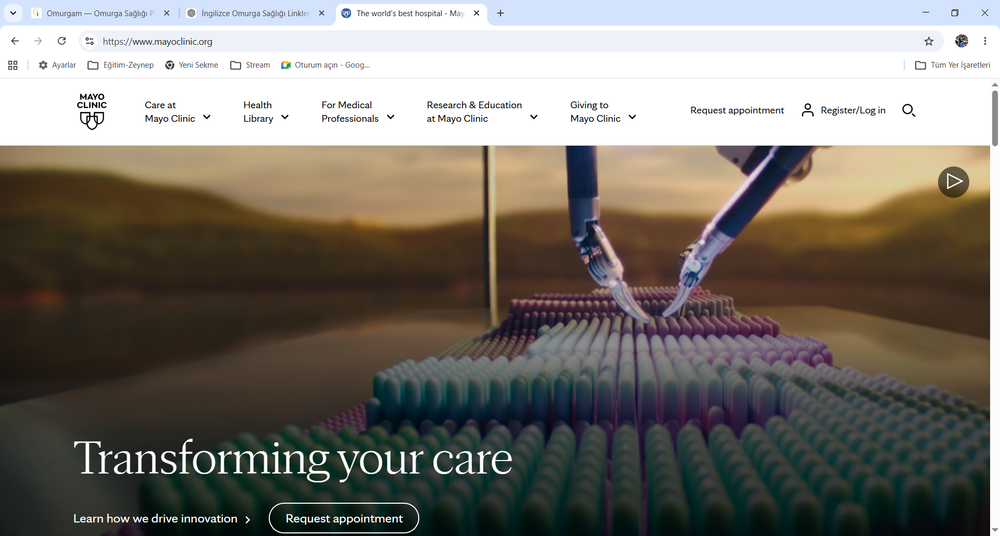 Omurgam — Omurga Sağlığı Pl
İngilizce Omurga Sağlığı Linkler
The world's best hospital - May
https://www.mayoclinic.org
Ayarlar
Eğitim-Zeynep
Yeni Sekme
Stream
Oturum açın - Goog...
Tüm Yer İşaretleri
MAYO
CLINIC
Care at
Mayo Clinic
Health
Library
For Medical
Professionals
Research & Education
at Mayo Clinic
Giving to
Mayo Clinic
Request appointment
Register/Log in
Transforming your care
Learn how we drive innovation
Request appointment